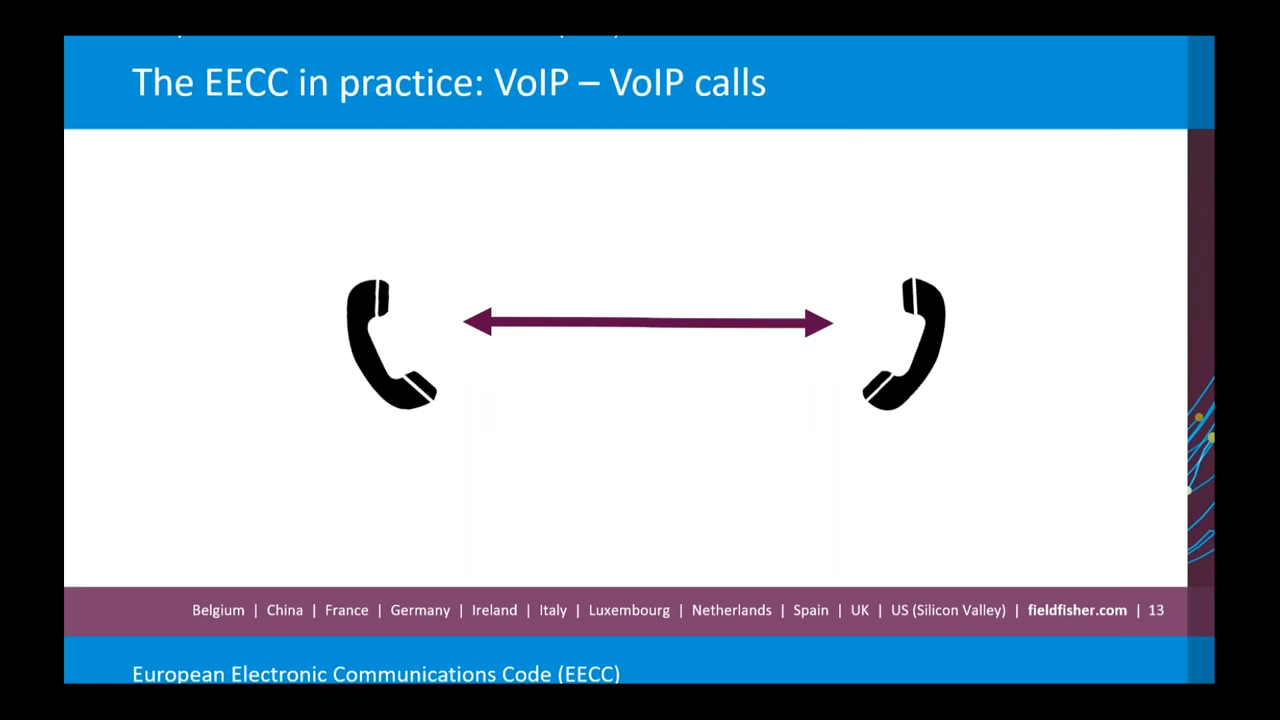 The EECC in practice: VoIP – VoIP calls
Belgium | China | France | Germany | Ireland | Italy | Luxembourg | Netherlands | Spain | UK | US (Silicon Valley) | fieldfisher.com | 13
European Electronic Communications Code (EECC)